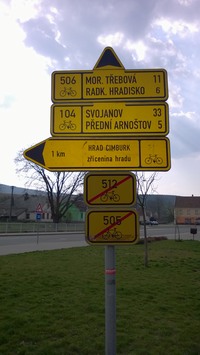 506 MOR. TŘEBOVÁ 11
RADK. HRADISKO 6
104 SVOJANOV 33
PŘEDNÍ ARNOŠTOV 5
HRAD CIMBURK
1 km zřícenina hradu
512
505